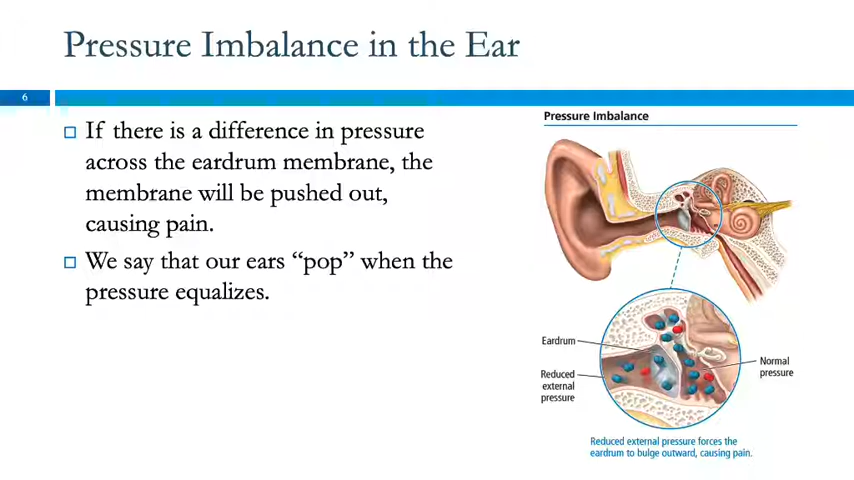 Pressure Imbalance in the Ear
6
If there is a difference in pressure
across the eardrum membrane, the
membrane will be pushed out,
causing pain.
We say that our ears “pop” when the
pressure equalizes.
Pressure Imbalance
Eardrum
Reduced
external
pressure
Normal
pressure
Reduced external pressure forces the
eardrum to bulge outward, causing pain.